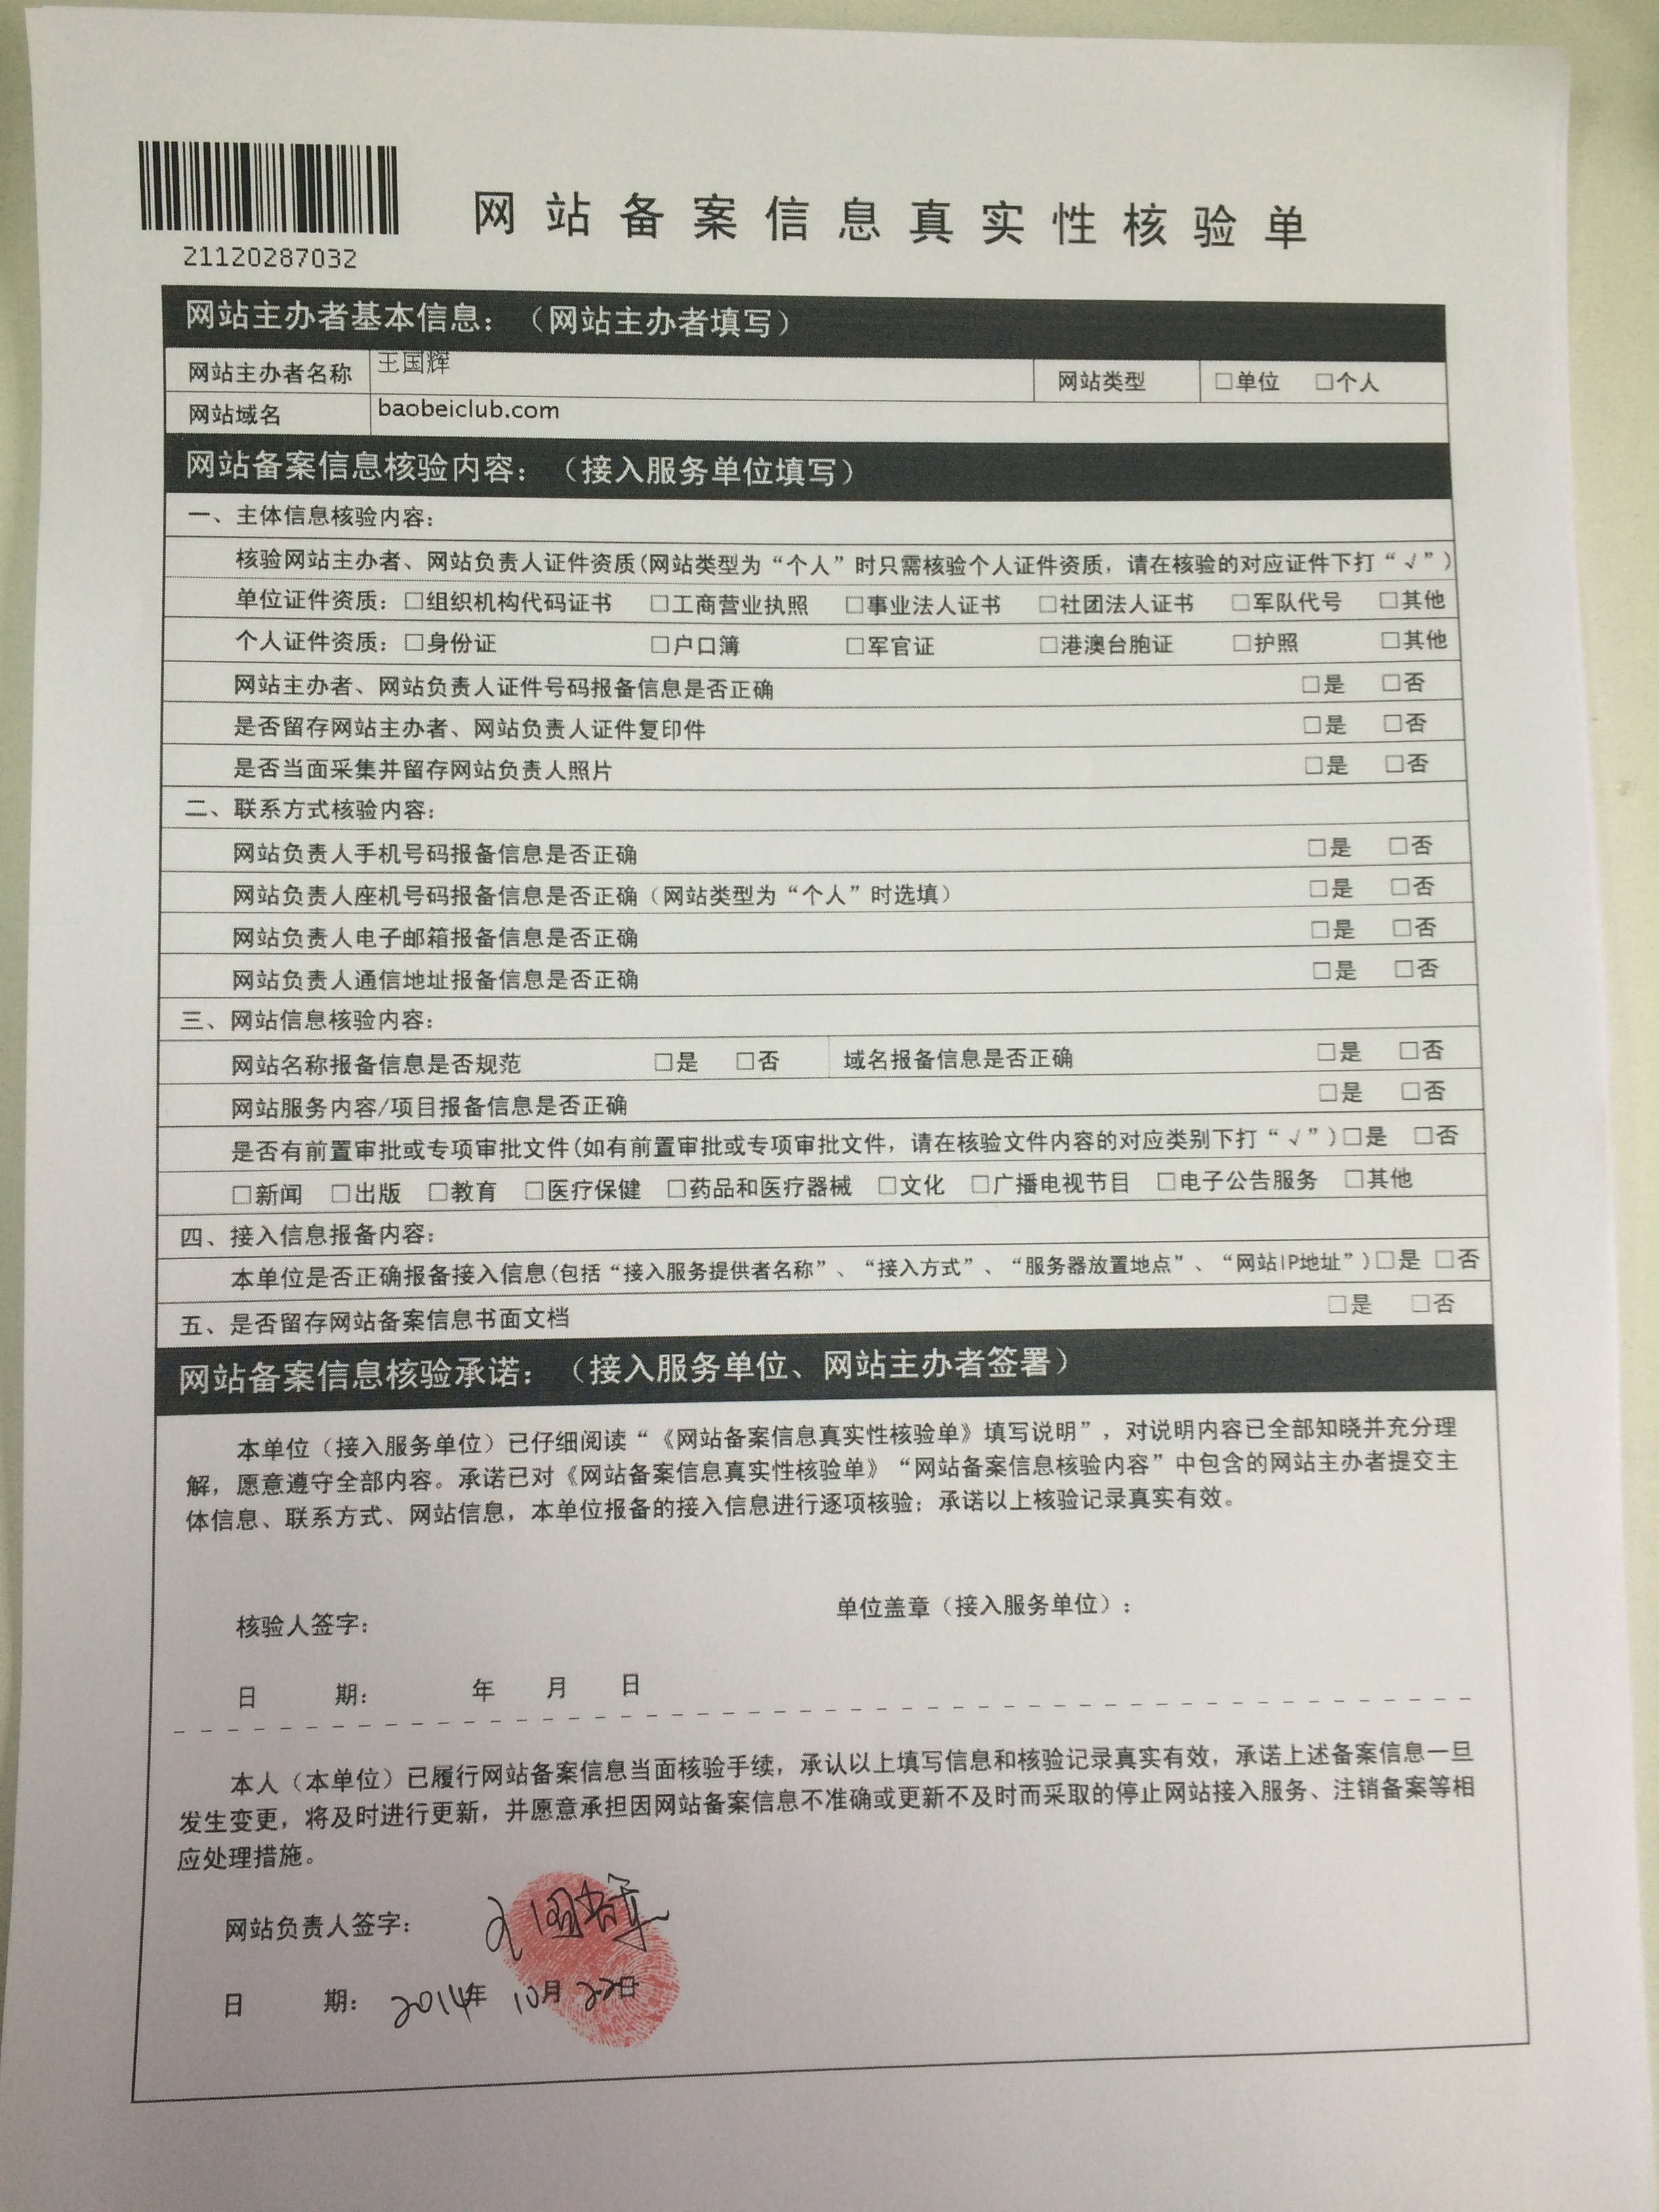 21120287032
网站备案信息真实性核验单
网站主办者基本信息：（网站主办者填写）
网站主办者名称 王国辉 网站类型 □单位 □个人
网站域名 baobeiclub.com
网站备案信息核验内容：（接入服务单位填写）
一、主体信息核验内容：
核验网站主办者、网站负责人证件资质(网站类型为“个人”时只需核验个人证件资质，请在核验的对应证件下打“√”)
单位证件资质：□组织机构代码证书 □工商营业执照 □事业法人证书 □社团法人证书 □军队代号 □其他
个人证件资质：□身份证 □户口簿 □军官证 □港澳台胞证 □护照 □其他
网站主办者、网站负责人证件号码报备信息是否正确 □是 □否
是否留存网站主办者、网站负责人证件复印件 □是 □否
是否当面采集并留存网站负责人照片 □是 □否
二、联系方式核验内容：
网站负责人手机号码报备信息是否正确 □是 □否
网站负责人座机号码报备信息是否正确（网站类型为“个人”时选填） □是 □否
网站负责人电子邮箱报备信息是否正确 □是 □否
网站负责人通信地址报备信息是否正确 □是 □否
三、网站信息核验内容：
网站名称报备信息是否规范 □是 □否 域名报备信息是否正确 □是 □否
网站服务内容/项目报备信息是否正确 □是 □否
是否有前置审批或专项审批文件(如有前置审批或专项审批文件，请在核验文件内容的对应类别下打“√”)□是 □否
□新闻 □出版 □教育 □医疗保健 □药品和医疗器械 □文化 □广播电视节目 □电子公告服务 □其他
四、接入信息报备内容：
本单位是否正确报备接入信息(包括“接入服务提供者名称”、“接入方式”、“服务器放置地点”、“网站IP地址”)□是 □否
五、是否留存网站备案信息书面文档 □是 □否
网站备案信息核验承诺：（接入服务单位、网站主办者签署）
本单位（接入服务单位）已仔细阅读“《网站备案信息真实性核验单》填写说明”，对说明内容已全部知晓并充分理
解，愿意遵守全部内容。承诺已对《网站备案信息真实性核验单》“网站备案信息核验内容”中包含的网站主办者提交主
体信息、联系方式、网站信息，本单位报备的接入信息进行逐项核验；承诺以上核验记录真实有效。
核验人签字： 单位盖章（接入服务单位）：
日 期： 年 月 日
本人（本单位）已履行网站备案信息当面核验手续，承认以上填写信息和核验记录真实有效，承诺上述备案信息一旦
发生变更，将及时进行更新，并愿意承担因网站备案信息不准确或更新不及时而采取的停止网站接入服务、注销备案等相
应处理措施。
网站负责人签字： 王国辉
日 期： 2014年 10月 22日